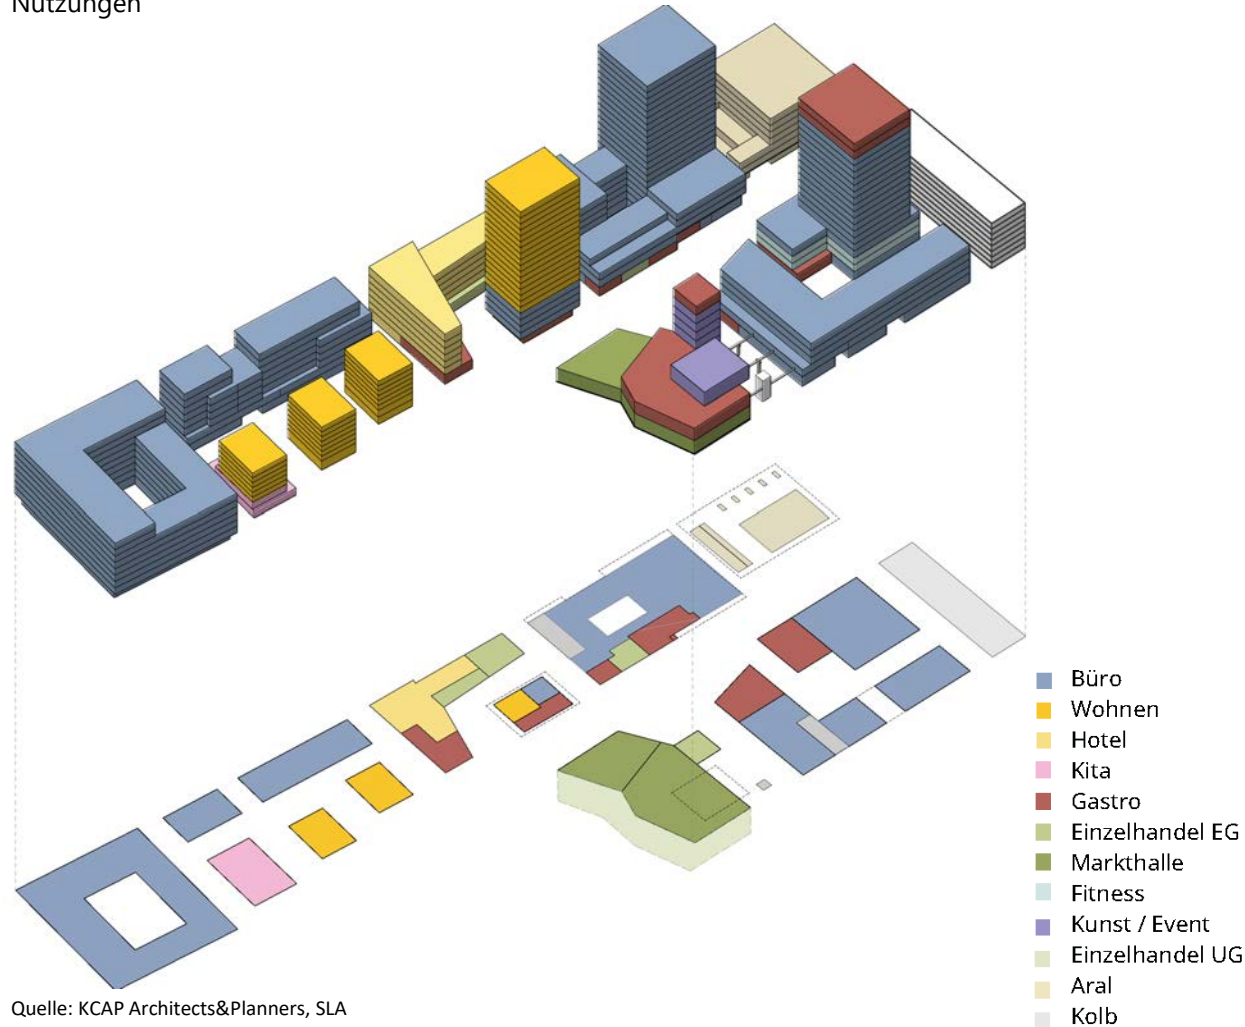 Nutzungen
Büro
Wohnen
Hotel
Kita
Gastro
Einzelhandel EG
Markthalle
Fitness
Kunst / Event
Einzelhandel UG
Aral
Kolb
Quelle: KCAP Architects&Planners, SLA